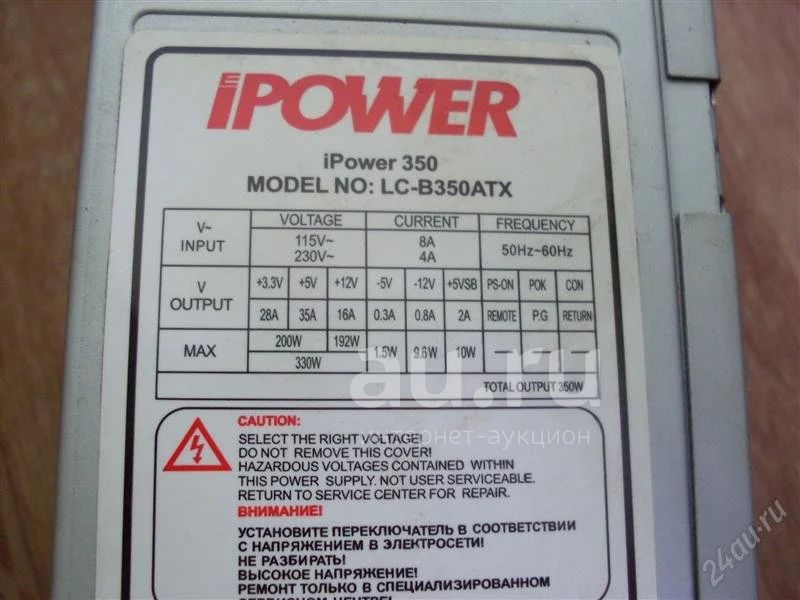 iPOWER
iPower 350
MODEL NO: LC-B350ATX
V~ INPUT VOLTAGE CURRENT FREQUENCY
115V~ 8A 50Hz~60Hz
230V~ 4A
V OUTPUT +3.3V +5V +12V -5V -12V +5VSB PS-ON POK CON
28A 35A 16A 0.3A 0.8A 2A REMOTE P.G RETURN
MAX 200W 192W 1.5W 9.6W 10W — — —
330W
TOTAL OUTPUT 350W
au.ru
интернет-аукцион
CAUTION:
SELECT THE RIGHT VOLTAGE!
DO NOT REMOVE THIS COVER!
HAZARDOUS VOLTAGES CONTAINED WITHIN
THIS POWER SUPPLY. NOT USER SERVICEABLE.
RETURN TO SERVICE CENTER FOR REPAIR.
ВНИМАНИЕ!
УСТАНОВИТЕ ПЕРЕКЛЮЧАТЕЛЬ В СООТВЕТСТВИИ
С НАПРЯЖЕНИЕМ В ЭЛЕКТРОСЕТИ!
НЕ РАЗБИРАТЬ!
ВЫСОКОЕ НАПРЯЖЕНИЕ!
РЕМОНТ ТОЛЬКО В СПЕЦИАЛИЗИРОВАННОМ
СЕРВИСНОМ ЦЕНТРЕ!
24au.ru